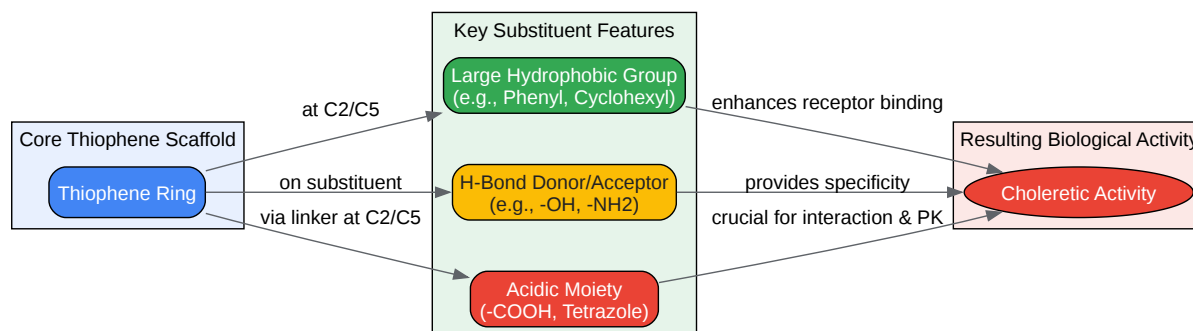 Key Substituent Features
Large Hydrophobic Group
(e.g., Phenyl, Cyclohexyl)
at C2/C5
enhances receptor binding
Core Thiophene Scaffold
Resulting Biological Activity
Thiophene Ring
on substituent
H-Bond Donor/Acceptor
(e.g., -OH, -NH2)
provides specificity
Choleretic Activity
via linker at C2/C5
crucial for interaction & PK
Acidic Moiety
(-COOH, Tetrazole)